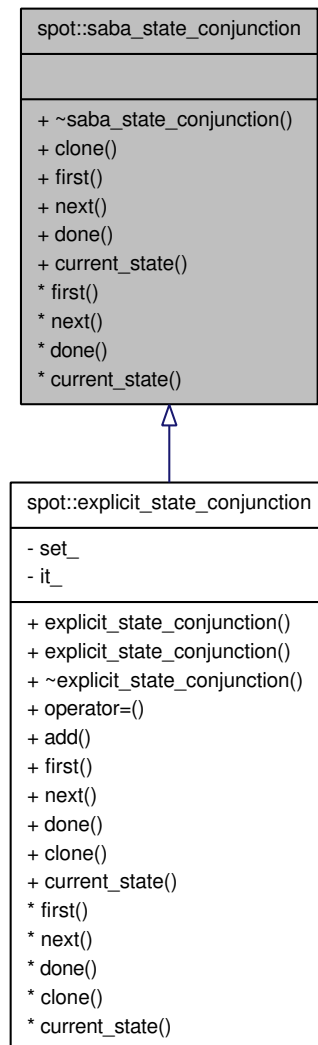 spot::saba_state_conjunction
+ ~saba_state_conjunction()
+ clone()
+ first()
+ next()
+ done()
+ current_state()
* first()
* next()
* done()
* current_state()
spot::explicit_state_conjunction
- set_
- it_
+ explicit_state_conjunction()
+ explicit_state_conjunction()
+ ~explicit_state_conjunction()
+ operator=()
+ add()
+ first()
+ next()
+ done()
+ clone()
+ current_state()
* first()
* next()
* done()
* clone()
* current_state()